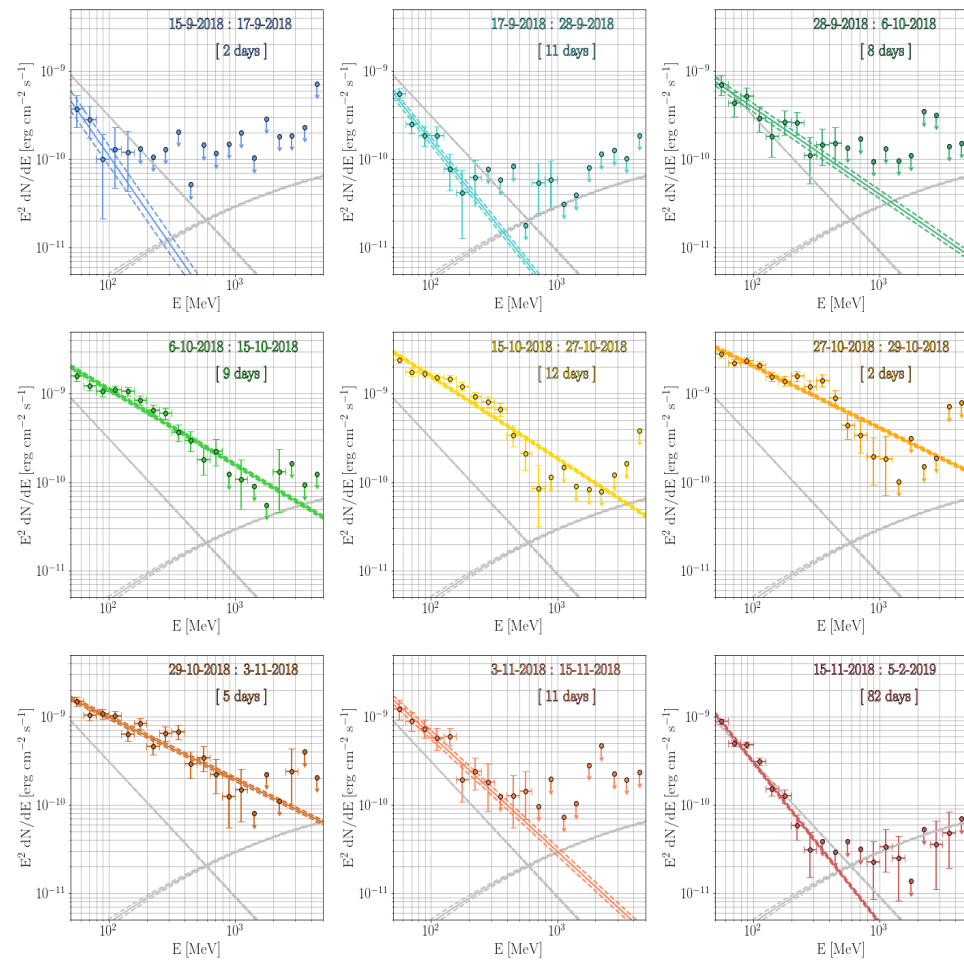 15-9-2018 : 17-9-2018
[ 2 days ]
17-9-2018 : 28-9-2018
[ 11 days ]
28-9-2018 : 6-10-2018
[ 8 days ]
E² dN/dE [erg cm⁻² s⁻¹]
10⁻⁹
10⁻¹⁰
10⁻¹¹
10²
10³
E [MeV]
E² dN/dE [erg cm⁻² s⁻¹]
10⁻⁹
10⁻¹⁰
10⁻¹¹
10²
10³
E [MeV]
E² dN/dE [erg cm⁻² s⁻¹]
10⁻⁹
10⁻¹⁰
10⁻¹¹
10²
10³
E [MeV]
6-10-2018 : 15-10-2018
[ 9 days ]
15-10-2018 : 27-10-2018
[ 12 days ]
27-10-2018 : 29-10-2018
[ 2 days ]
E² dN/dE [erg cm⁻² s⁻¹]
10⁻⁹
10⁻¹⁰
10⁻¹¹
10²
10³
E [MeV]
E² dN/dE [erg cm⁻² s⁻¹]
10⁻⁹
10⁻¹⁰
10⁻¹¹
10²
10³
E [MeV]
E² dN/dE [erg cm⁻² s⁻¹]
10⁻⁹
10⁻¹⁰
10⁻¹¹
10²
10³
E [MeV]
29-10-2018 : 3-11-2018
[ 5 days ]
3-11-2018 : 15-11-2018
[ 11 days ]
15-11-2018 : 5-2-2019
[ 82 days ]
E² dN/dE [erg cm⁻² s⁻¹]
10⁻⁹
10⁻¹⁰
10⁻¹¹
10²
10³
E [MeV]
E² dN/dE [erg cm⁻² s⁻¹]
10⁻⁹
10⁻¹⁰
10⁻¹¹
10²
10³
E [MeV]
E² dN/dE [erg cm⁻² s⁻¹]
10⁻⁹
10⁻¹⁰
10⁻¹¹
10²
10³
E [MeV]